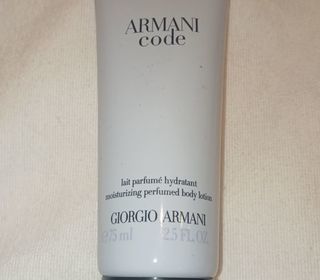 ARMANI
code
lait parfumé hydratant
moisturizing perfumed body lotion
GIORGIO ARMANI
75 ml 2.5 FL. OZ.